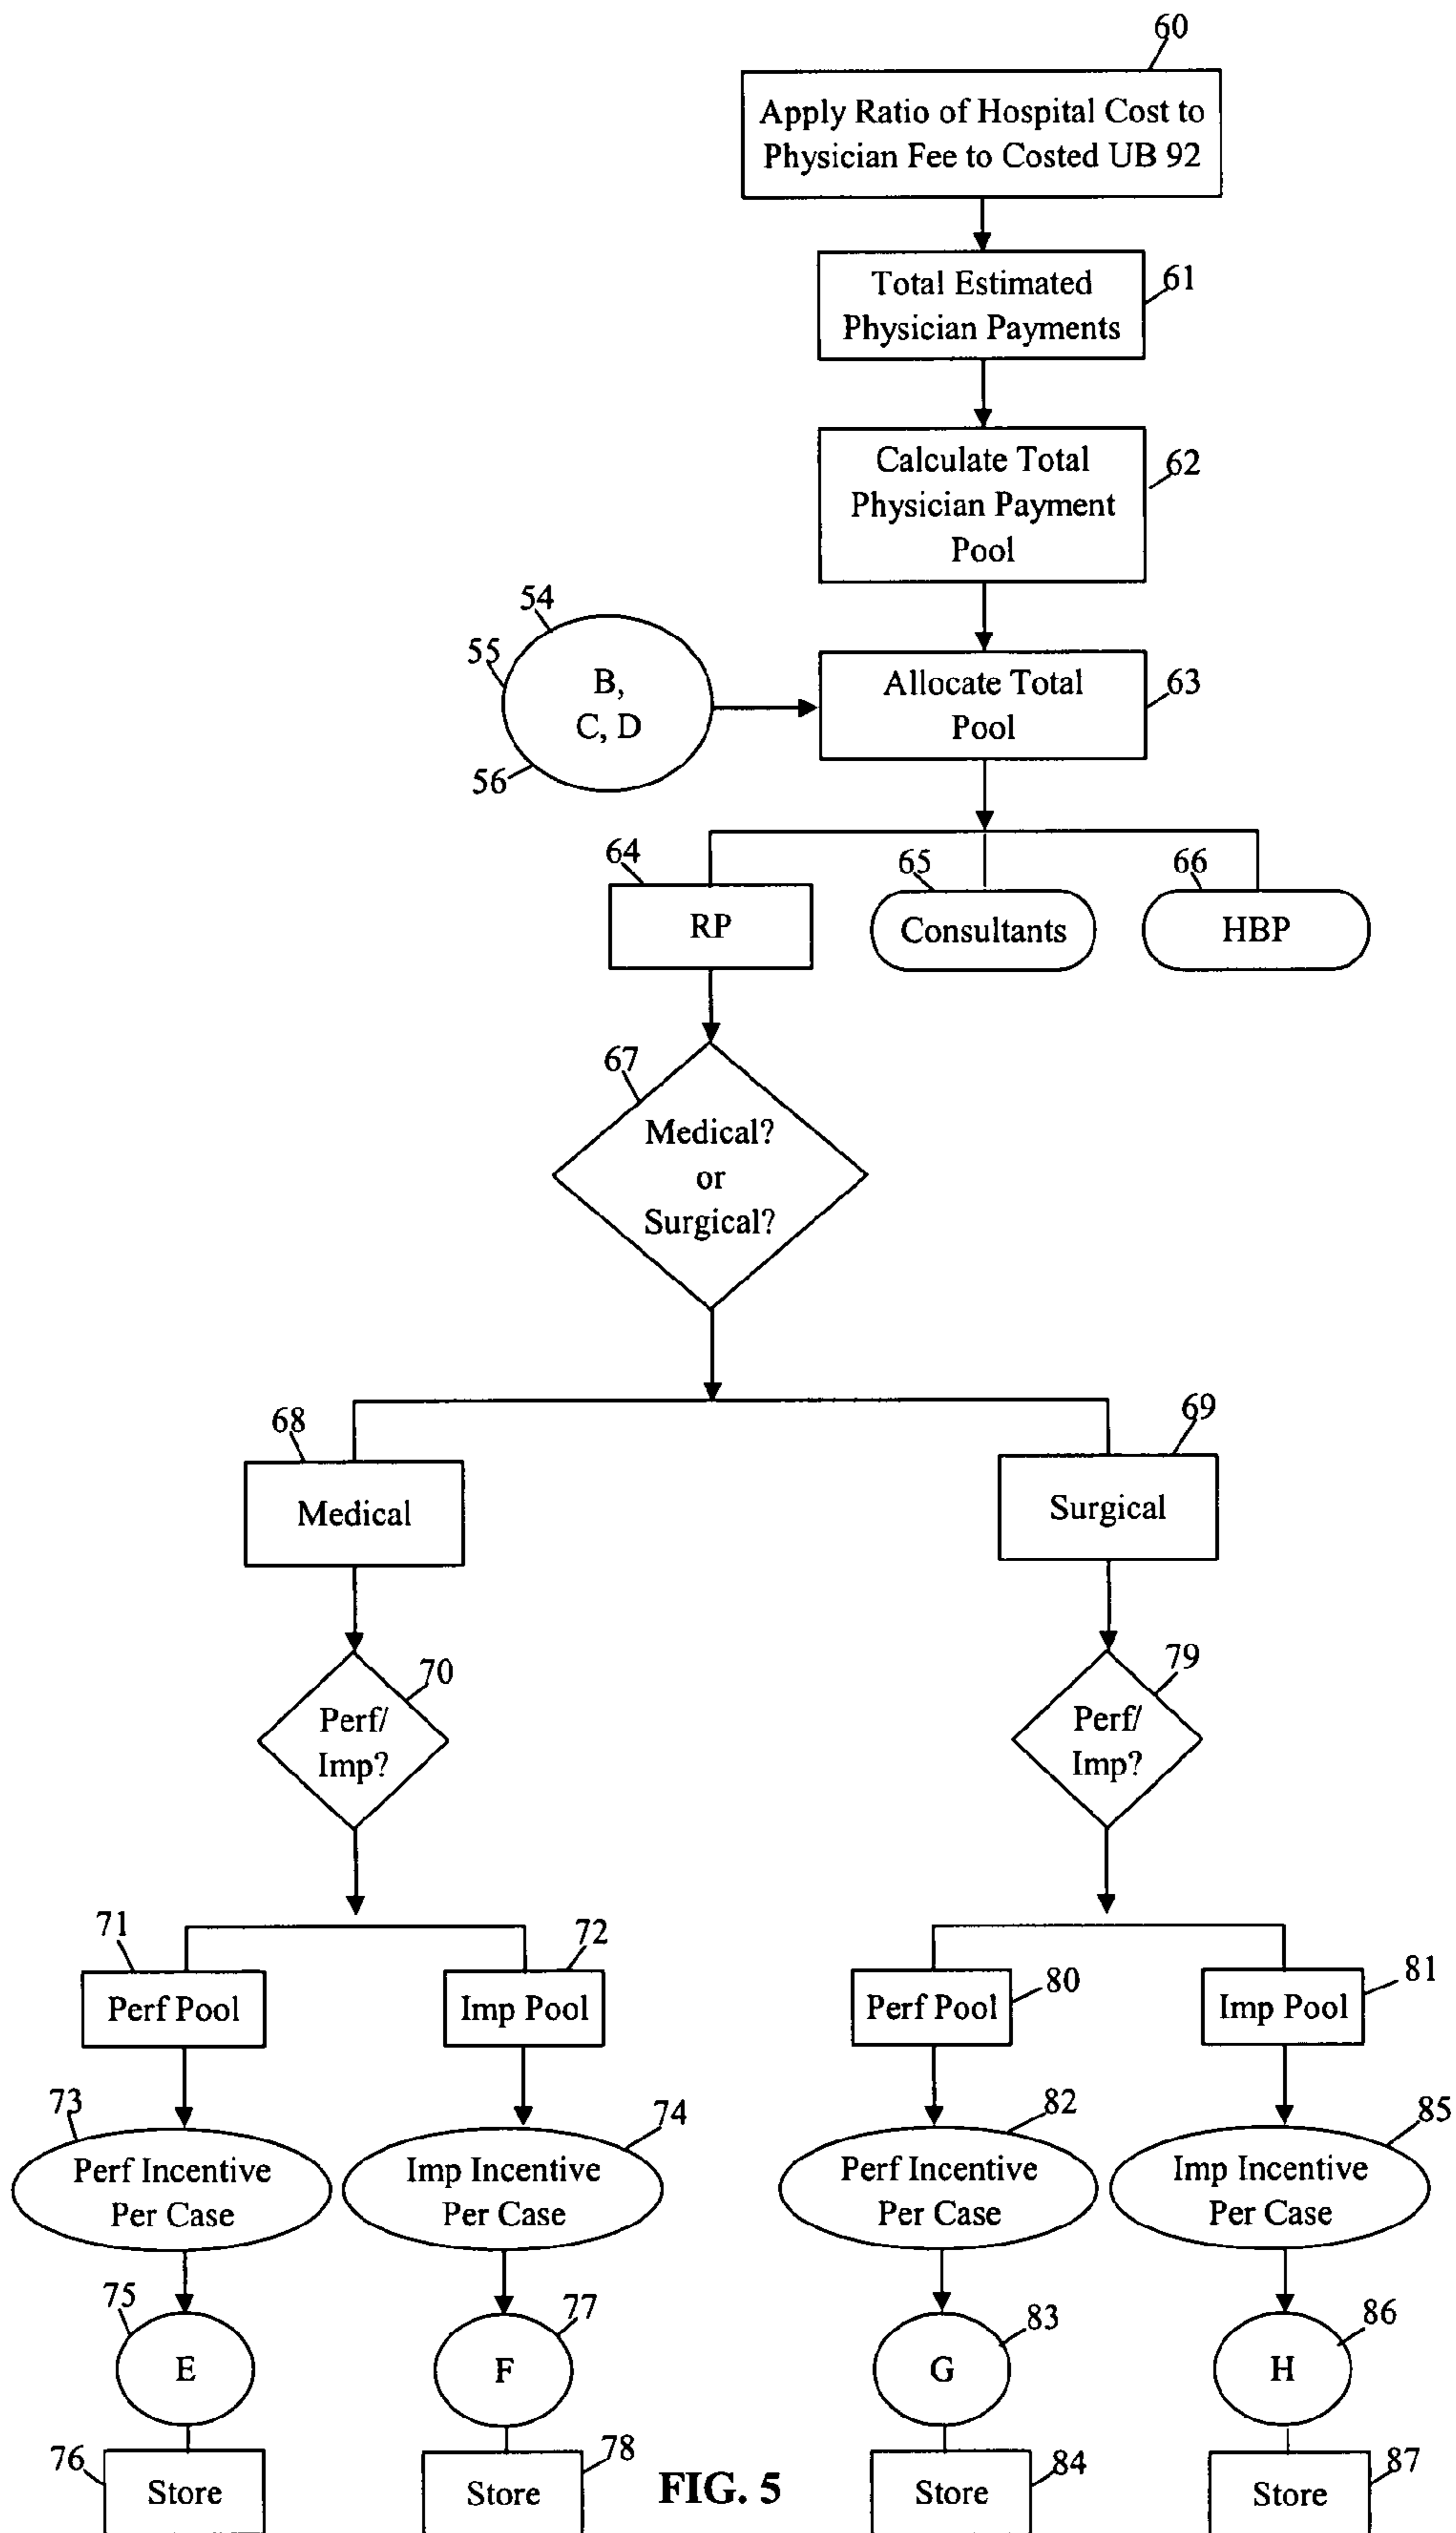 60
Apply Ratio of Hospital Cost to
Physician Fee to Costed UB 92
61
Total Estimated
Physician Payments
62
Calculate Total
Physician Payment
Pool
54
55
56
B,
C, D
63
Allocate Total
Pool
64
RP
65
Consultants
66
HBP
67
Medical?
or
Surgical?
68
Medical
69
Surgical
70
Perf/
Imp?
79
Perf/
Imp?
71
Perf Pool
72
Imp Pool
80
Perf Pool
81
Imp Pool
73
Perf Incentive
Per Case
74
Imp Incentive
Per Case
82
Perf Incentive
Per Case
85
Imp Incentive
Per Case
75
E
77
F
83
G
86
H
76
Store
78
Store
FIG. 5
84
Store
87
Store